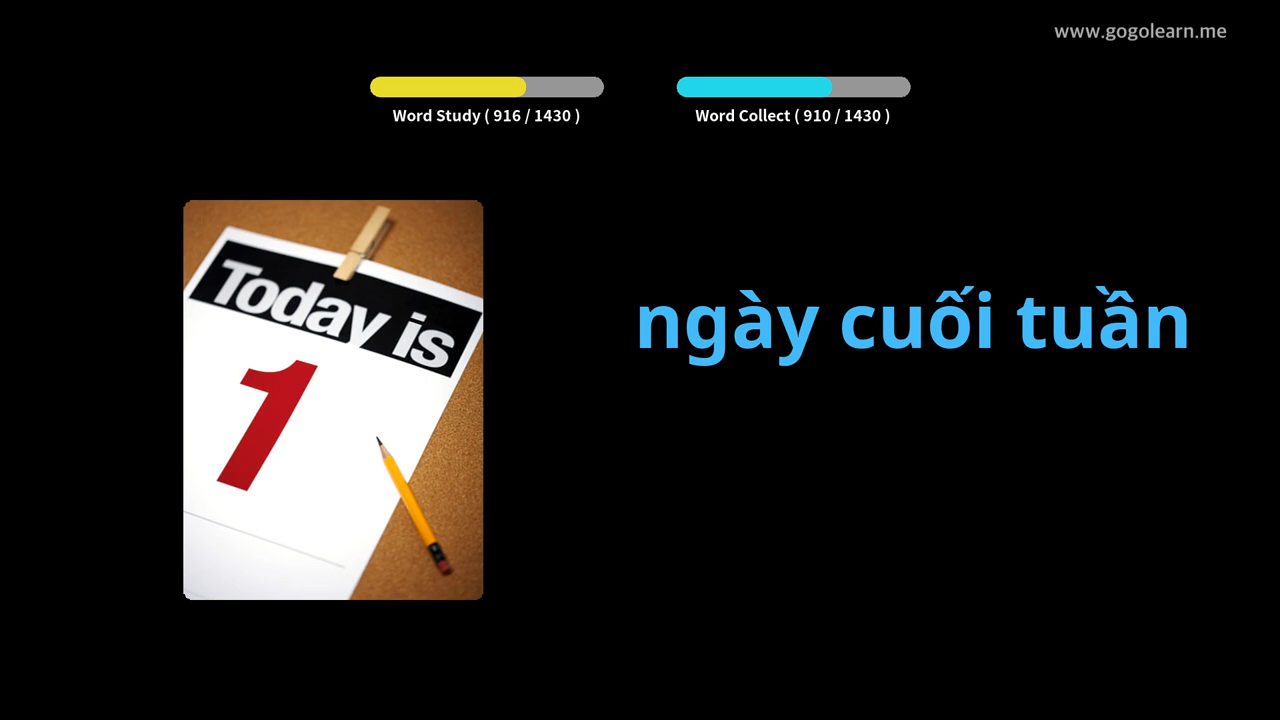 www.gogolearn.me
Word Study ( 916 / 1430 )
Word Collect ( 910 / 1430 )
Today is
1
ngày cuối tuần